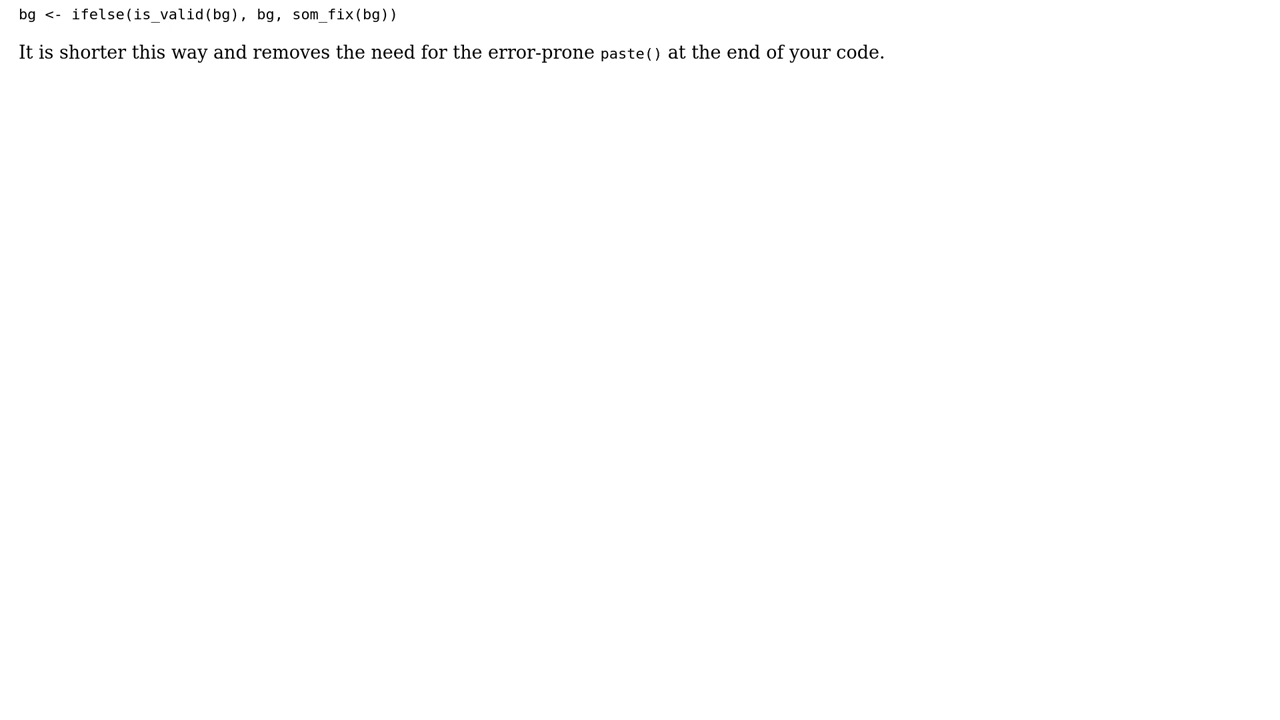 bg <- ifelse(is_valid(bg), bg, som_fix(bg))
It is shorter this way and removes the need for the error-prone paste() at the end of your code.